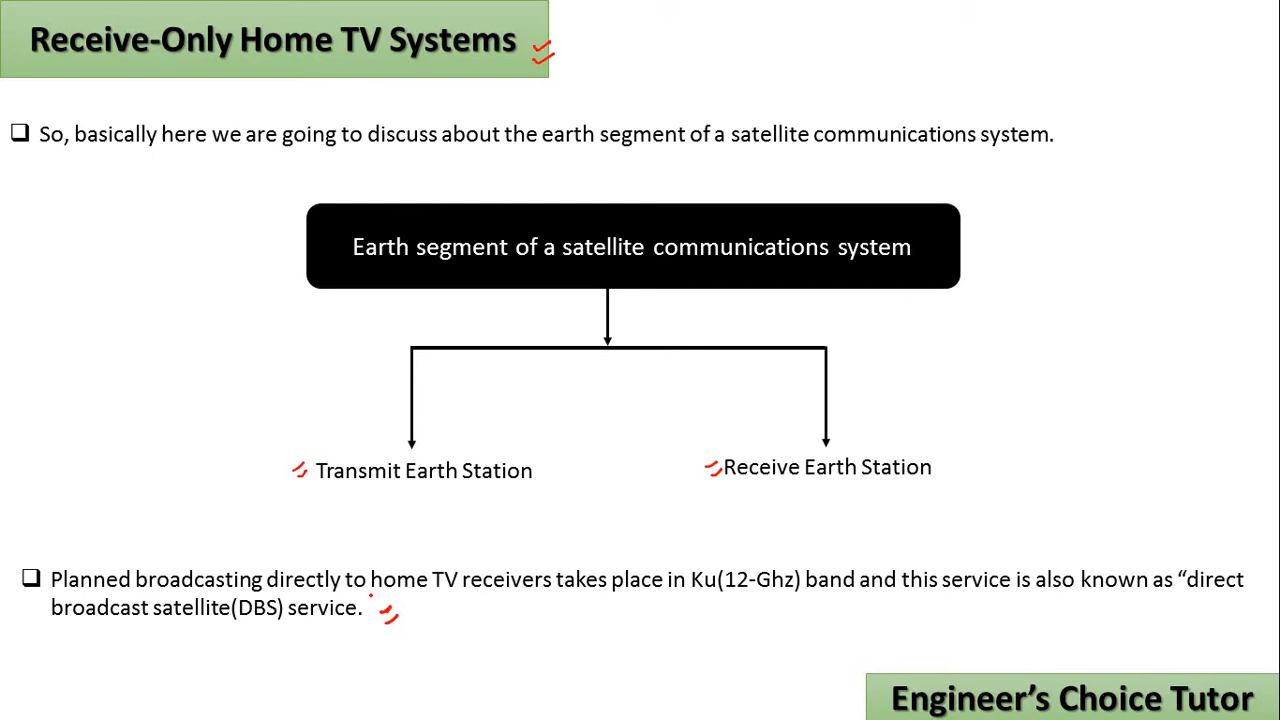 Receive-Only Home TV Systems
So, basically here we are going to discuss about the earth segment of a satellite communications system.
Earth segment of a satellite communications system
Transmit Earth Station
Receive Earth Station
Planned broadcasting directly to home TV receivers takes place in Ku(12-Ghz) band and this service is also known as “direct
broadcast satellite(DBS) service.
Engineer’s Choice Tutor